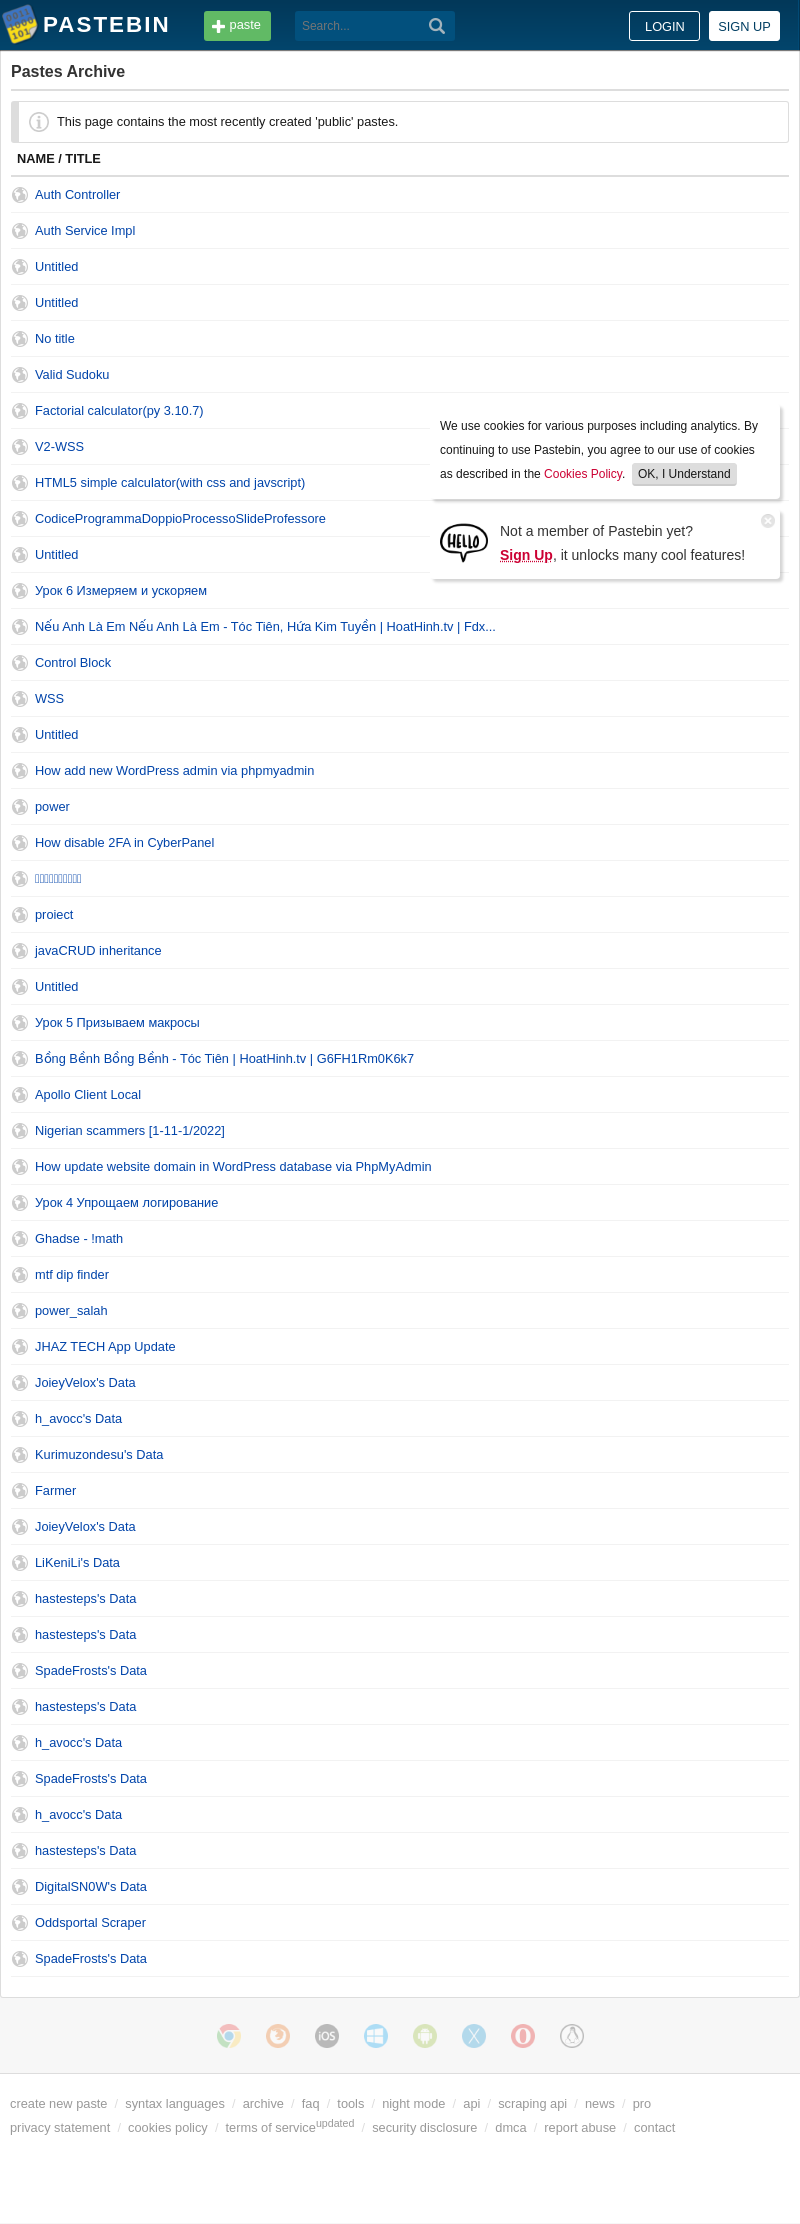 PASTEBIN
paste
Search...
LOGIN
SIGN UP
Pastes Archive
This page contains the most recently created 'public' pastes.
NAME / TITLE
Auth Controller
Auth Service Impl
Untitled
Untitled
No title
Valid Sudoku
Factorial calculator(py 3.10.7)
V2-WSS
HTML5 simple calculator(with css and javscript)
CodiceProgrammaDoppioProcessoSlideProfessore
Untitled
We use cookies for various purposes including analytics. By
continuing to use Pastebin, you agree to our use of cookies
as described in the Cookies Policy. OK, I Understand
HELLO
Not a member of Pastebin yet?
Sign Up, it unlocks many cool features!
Урок 6 Измеряем и ускоряем
Nếu Anh Là Em Nếu Anh Là Em - Tóc Tiên, Hứa Kim Tuyền | HoatHinh.tv | Fdx...
Control Block
WSS
Untitled
How add new WordPress admin via phpmyadmin
power
How disable 2FA in CyberPanel
proiect
javaCRUD inheritance
Untitled
Урок 5 Призываем макросы
Bồng Bềnh Bồng Bềnh - Tóc Tiên | HoatHinh.tv | G6FH1Rm0K6k7
Apollo Client Local
Nigerian scammers [1-11-1/2022]
How update website domain in WordPress database via PhpMyAdmin
Урок 4 Упрощаем логирование
Ghadse - !math
mtf dip finder
power_salah
JHAZ TECH App Update
JoieyVelox's Data
h_avocc's Data
Kurimuzondesu's Data
Farmer
JoieyVelox's Data
LiKeniLi's Data
hastesteps's Data
hastesteps's Data
SpadeFrosts's Data
hastesteps's Data
h_avocc's Data
SpadeFrosts's Data
h_avocc's Data
hastesteps's Data
DigitalSN0W's Data
Oddsportal Scraper
SpadeFrosts's Data
iOS
create new paste / syntax languages / archive / faq / tools / night mode / api / scraping api / news / pro
privacy statement / cookies policy / terms of service updated / security disclosure / dmca / report abuse / contact